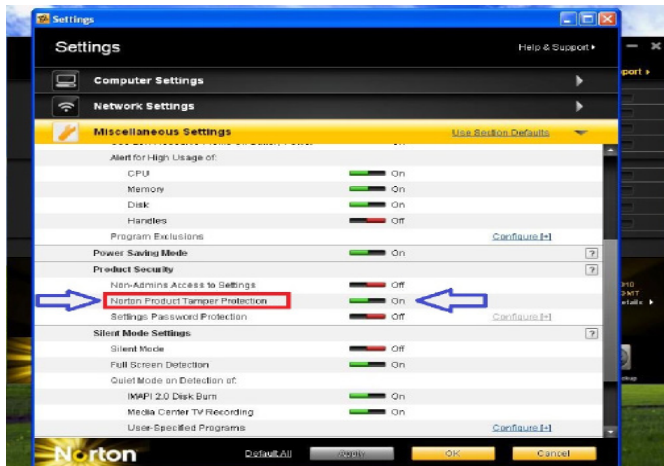 Settings
Settings
Help & Support
Computer Settings
Network Settings
Miscellaneous Settings Use Section Defaults
Alert for High Usage of:
CPU On
Memory On
Disk On
Handles Off
Program Exclusions Configure [+]
Power Saving Mode On ?
Product Security ?
Non-Admins Access to Settings Off
Norton Product Tamper Protection On
Settings Password Protection Off Configure [+]
Silent Mode Settings ?
Silent Mode Off
Full Screen Detection On
Quiet Mode on Detection of:
IMAPI 2.0 Disk Burn On
Media Center TV Recording On
User-Specified Programs Configure [+]
Norton Default All Apply OK Cancel